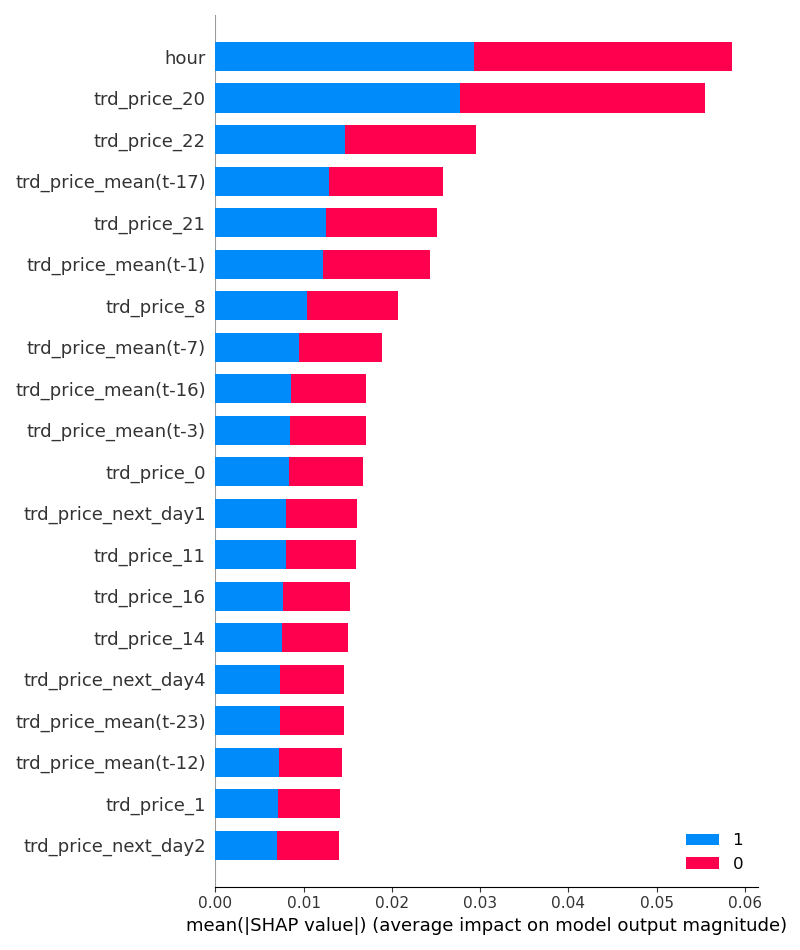 hour
trd_price_20
trd_price_22
trd_price_mean(t-17)
trd_price_21
trd_price_mean(t-1)
trd_price_8
trd_price_mean(t-7)
trd_price_mean(t-16)
trd_price_mean(t-3)
trd_price_0
trd_price_next_day1
trd_price_11
trd_price_16
trd_price_14
trd_price_next_day4
trd_price_mean(t-23)
trd_price_mean(t-12)
trd_price_1
trd_price_next_day2
1
0
0.00 0.01 0.02 0.03 0.04 0.05 0.06
mean(|SHAP value|) (average impact on model output magnitude)